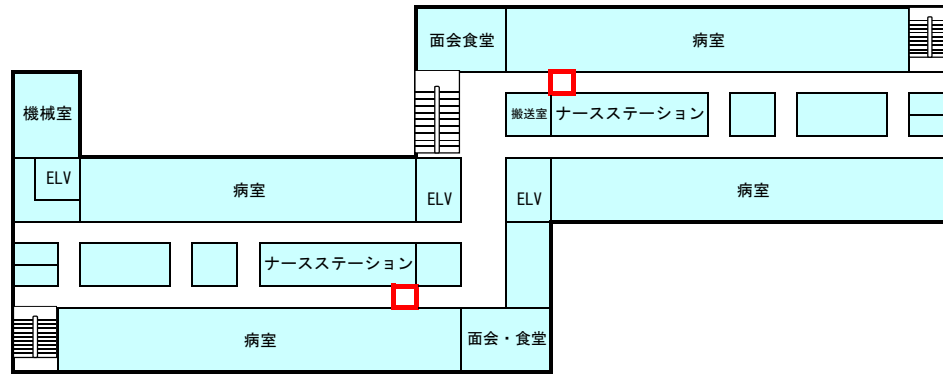 面会食堂
病室
機械室
搬送室
ナースステーション
ELV
病室
ELV
ELV
病室
ナースステーション
病室
面会・食堂